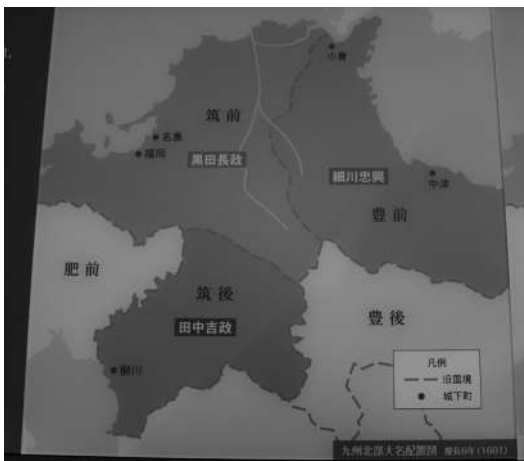 小倉
筑前
名島
福岡
黒田長政
細川忠興
中津
豊前
肥前
筑後
田中吉政
豊後
柳川
凡例
旧国境
城下町
九州北部大名配置図 慶長6年(1601)